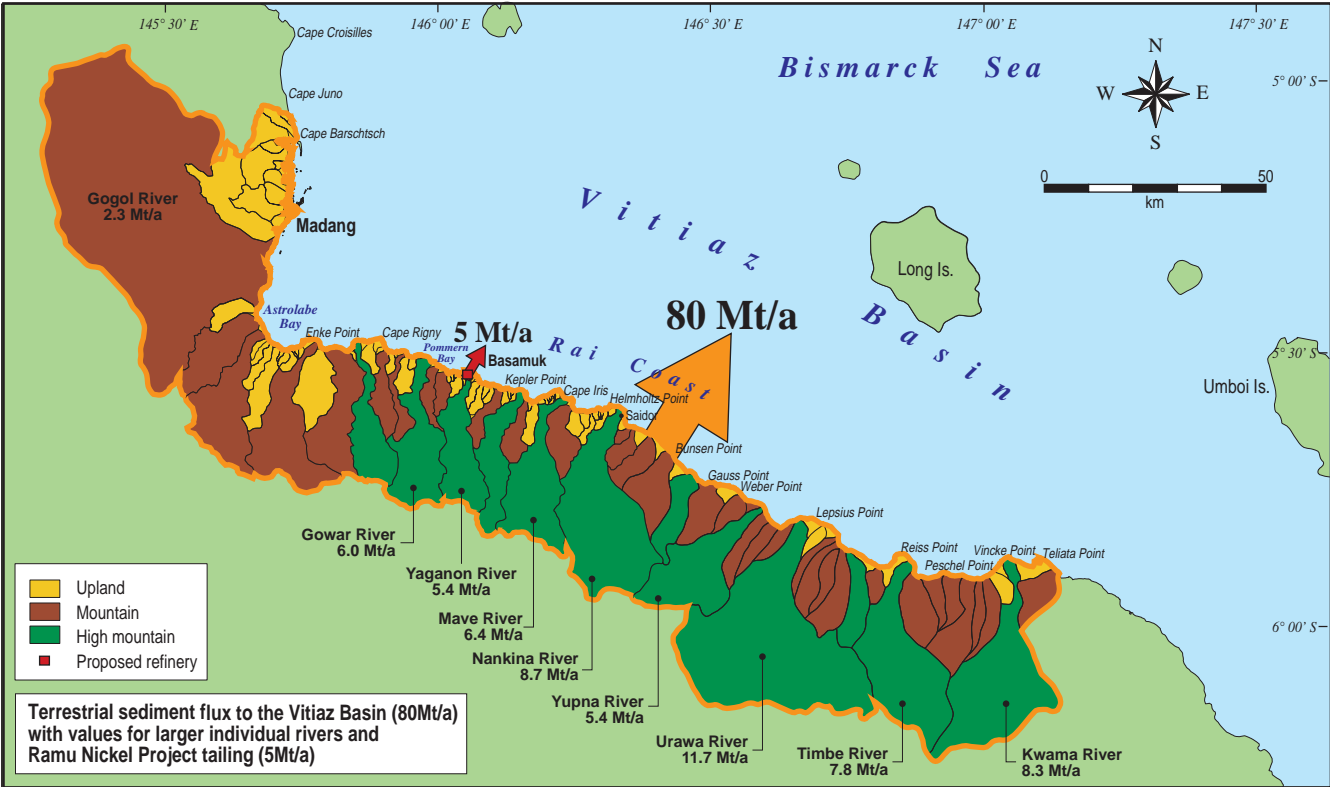 145° 30’ E
146° 00’ E
146° 30’ E
147° 00’ E
147° 30’ E
Cape Croisilles
Bismarck Sea
N
W
E
S
5° 00’ S
Cape Juno
Cape Barschtsch
0
50
km
Gogol River
2.3 Mt/a
Madang
Vitiaz
Basin
Long Is.
Astrolabe
Bay
Enke Point
Cape Rigny
5 Mt/a
80 Mt/a
Pommern
Bay
Basamuk
Rai Coast
5° 30’ S
Umboi Is.
Kepler Point
Cape Iris
Helmholtz Point
Saidor
Bunsen Point
Gauss Point
Weber Point
Lepsius Point
Reiss Point
Peschel Point
Vincke Point
Teliata Point
6° 00’ S
Gowar River
6.0 Mt/a
Yaganon River
5.4 Mt/a
Mave River
6.4 Mt/a
Nankina River
8.7 Mt/a
Yupna River
5.4 Mt/a
Urawa River
11.7 Mt/a
Timbe River
7.8 Mt/a
Kwama River
8.3 Mt/a
Upland
Mountain
High mountain
Proposed refinery
Terrestrial sediment flux to the Vitiaz Basin (80Mt/a)
with values for larger individual rivers and
Ramu Nickel Project tailing (5Mt/a)